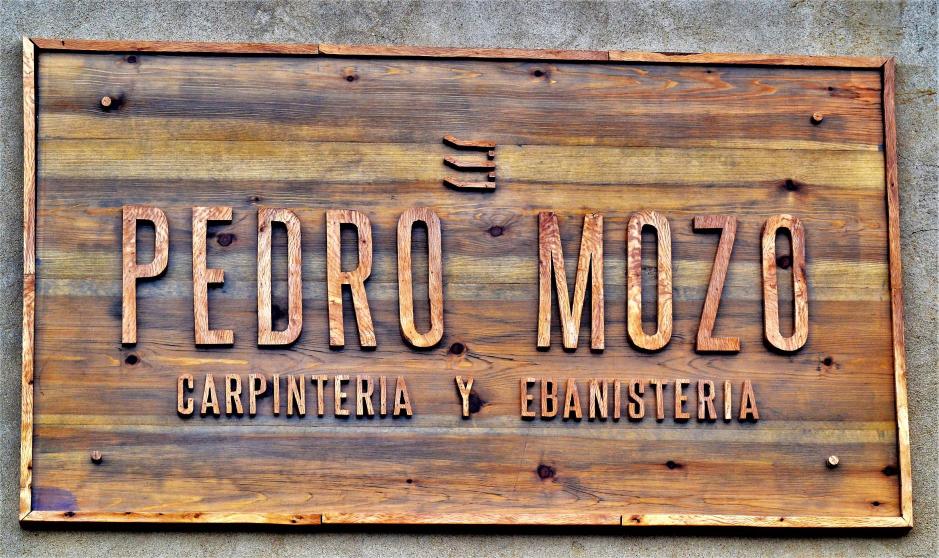 PEDRO MOZO
CARPINTERIA Y EBANISTERIA